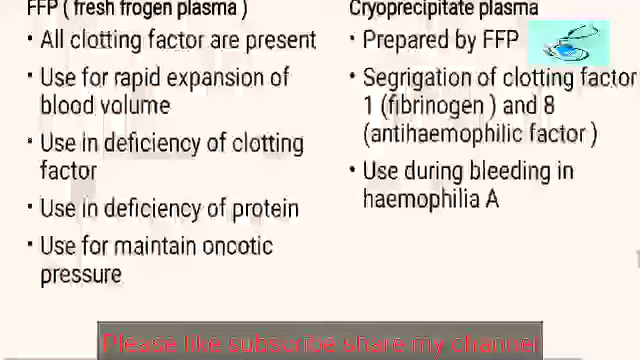 FFP ( fresh frogen plasma )
• All clotting factor are present
• Use for rapid expansion of
blood volume
• Use in deficiency of clotting
factor
• Use in deficiency of protein
• Use for maintain oncotic
pressure
Cryoprecipitate plasma
• Prepared by FFP
• Segrigation of clotting factor
1 (fibrinogen ) and 8
(antihaemophilic factor )
• Use during bleeding in
haemophilia A
Please like subscribe share my channel